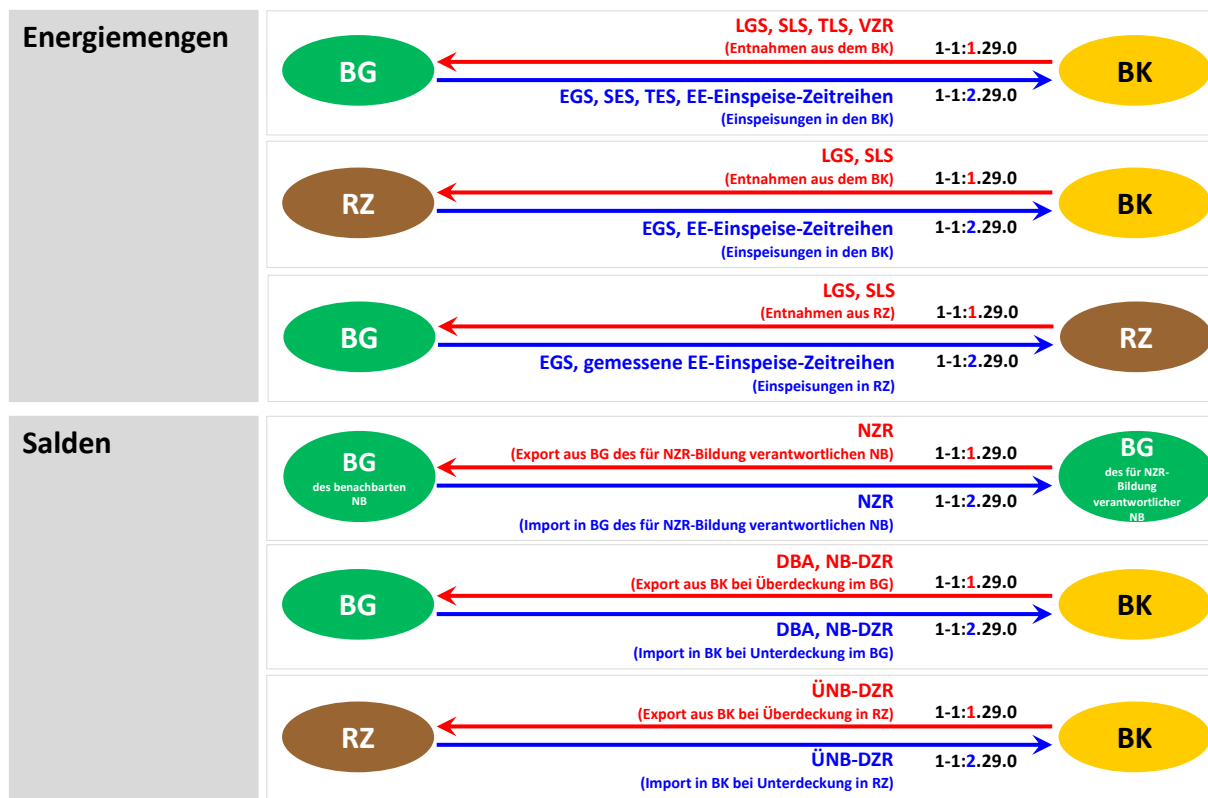 Energiemengen
LGS, SLS, TLS, VZR
(Entnahmen aus dem BK)
1-1:1.29.0
BG
BK
EGS, SES, TES, EE-Einspeise-Zeitreihen
1-1:2.29.0
(Einspeisungen in den BK)
LGS, SLS
(Entnahmen aus dem BK)
1-1:1.29.0
RZ
BK
EGS, EE-Einspeise-Zeitreihen
1-1:2.29.0
(Einspeisungen in den BK)
LGS, SLS
(Entnahmen aus RZ)
1-1:1.29.0
BG
RZ
EGS, gemessene EE-Einspeise-Zeitreihen
1-1:2.29.0
(Einspeisungen in RZ)
Salden
NZR
(Export aus BG des für NZR-Bildung verantwortlichen NB)
1-1:1.29.0
BG
des benachbarten
NB
BG
des für NZR-
Bildung
verantwortlicher
NB
NZR
1-1:2.29.0
(Import in BG des für NZR-Bildung verantwortlichen NB)
DBA, NB-DZR
(Export aus BK bei Überdeckung im BG)
1-1:1.29.0
BG
BK
DBA, NB-DZR
1-1:2.29.0
(Import in BK bei Unterdeckung im BG)
ÜNB-DZR
(Export aus BK bei Überdeckung in RZ)
1-1:1.29.0
RZ
BK
ÜNB-DZR
1-1:2.29.0
(Import in BK bei Unterdeckung in RZ)